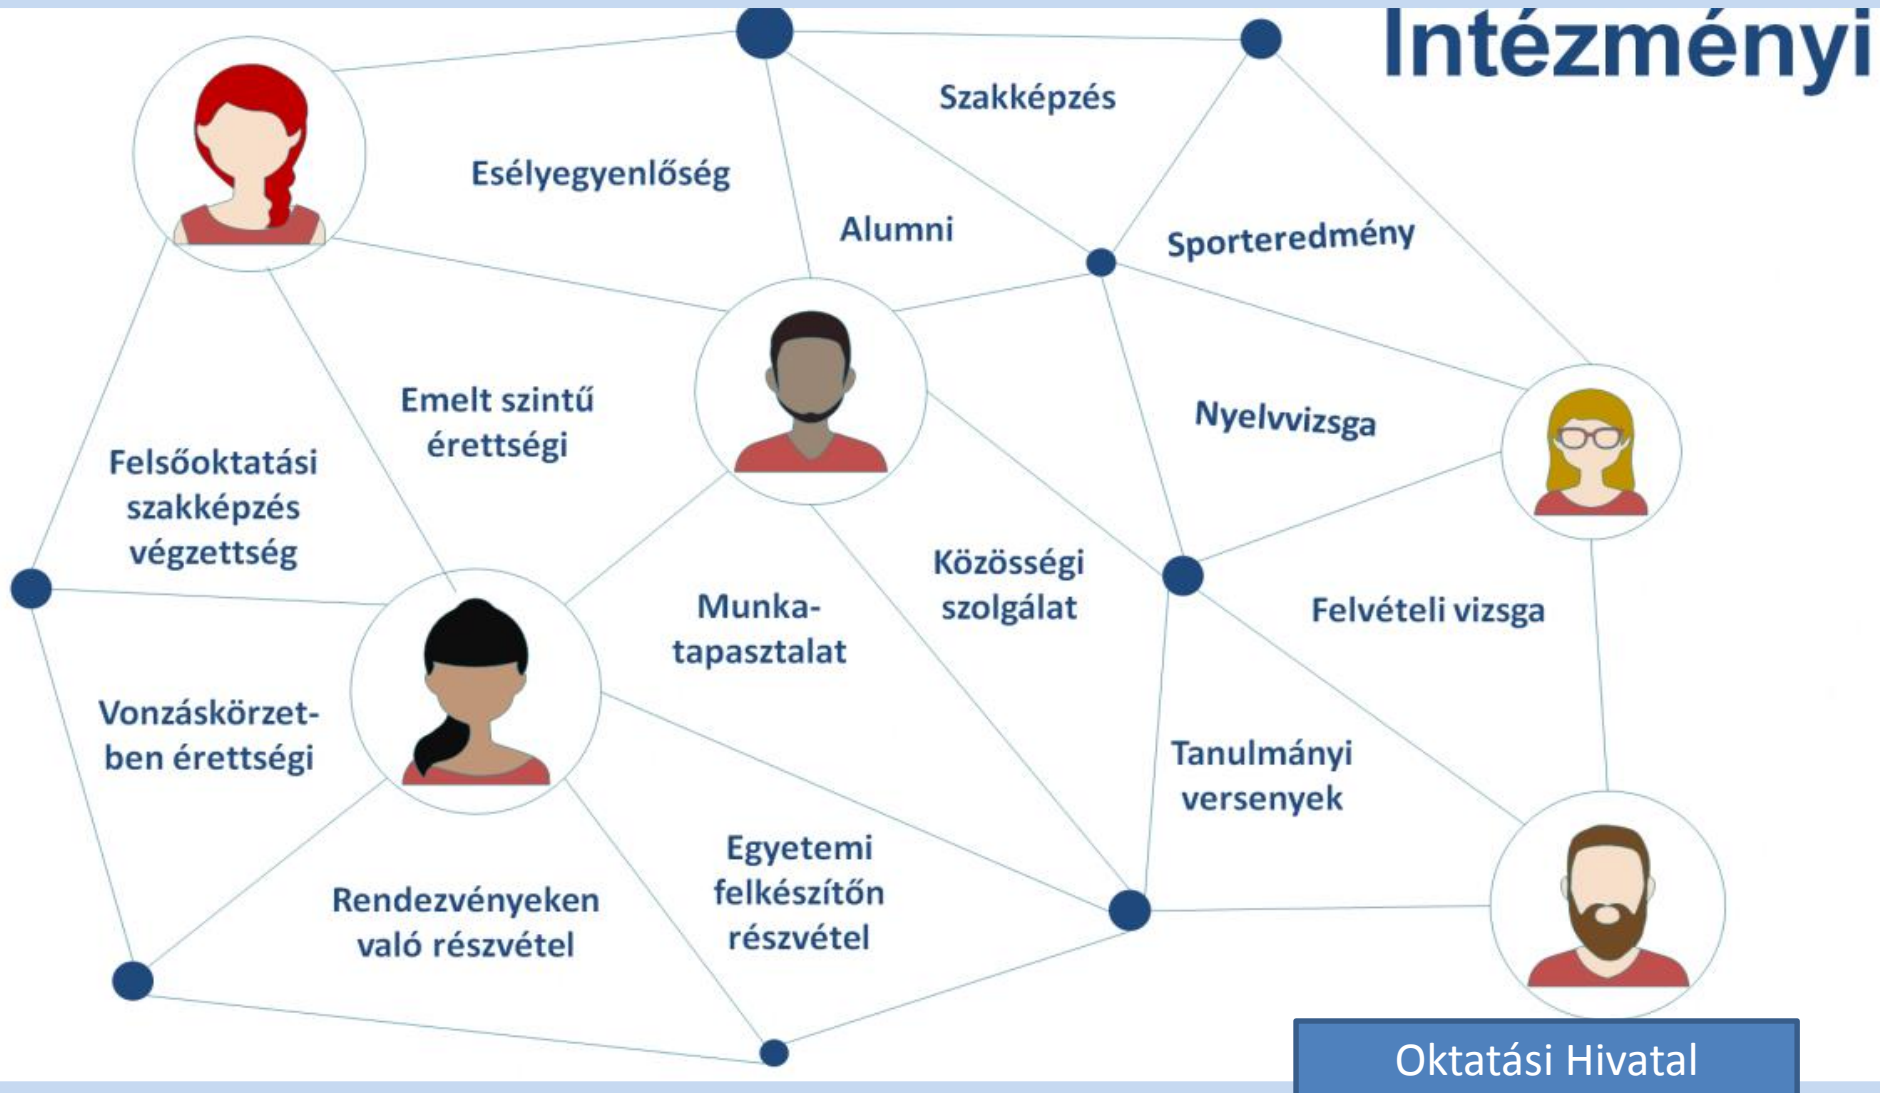 Intézményi
Szakképzés
Esélyegyenlőség
Alumni
Sporteredmény
Emelt szintű
érettségi
Nyelvvizsga
Felsőoktatási
szakképzés
végzettség
Közösségi
szolgálat
Munka-
tapasztalat
Felvételi vizsga
Vonzáskörzet-
ben érettségi
Tanulmányi
versenyek
Egyetemi
felkészítőn
részvétel
Rendezvényeken
való részvétel
Oktatási Hivatal